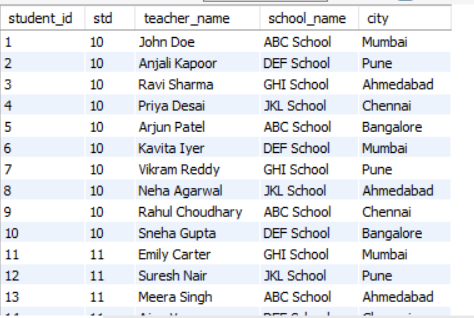 student_id std teacher_name school_name city
1 10 John Doe ABC School Mumbai
2 10 Anjali Kapoor DEF School Pune
3 10 Ravi Sharma GHI School Ahmedabad
4 10 Priya Desai JKL School Chennai
5 10 Arjun Patel ABC School Bangalore
6 10 Kavita Iyer DEF School Mumbai
7 10 Vikram Reddy GHI School Pune
8 10 Neha Agarwal JKL School Ahmedabad
9 10 Rahul Choudhary ABC School Chennai
10 10 Sneha Gupta DEF School Bangalore
11 11 Emily Carter GHI School Mumbai
12 11 Suresh Nair JKL School Pune
13 11 Meera Singh ABC School Ahmedabad